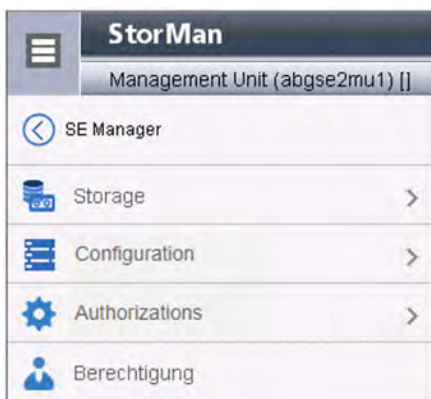 StorMan
Management Unit (abgse2mu1) []
SE Manager
Storage
Configuration
Authorizations
Berechtigung